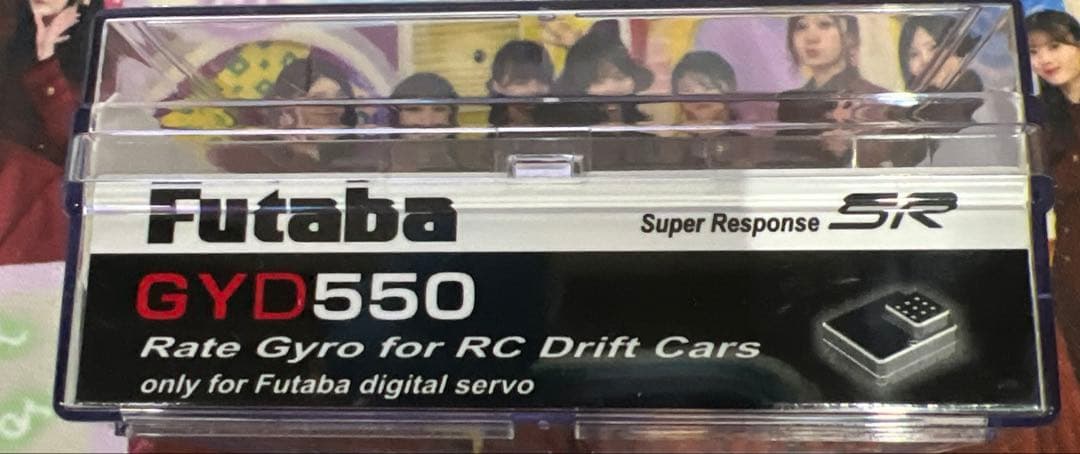 Futaba
Super Response SR
GYD550
Rate Gyro for RC Drift Cars
only for Futaba digital servo